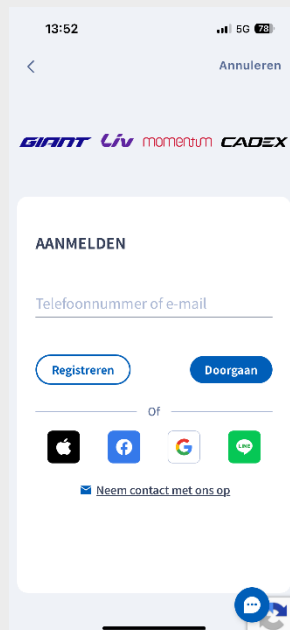 13:52 5G 78
Annuleren
GIANT Liv momentum CADEX
AANMELDEN
Telefoonnummer of e-mail
Registreren Doorgaan
Of
LINE
Neem contact met ons op